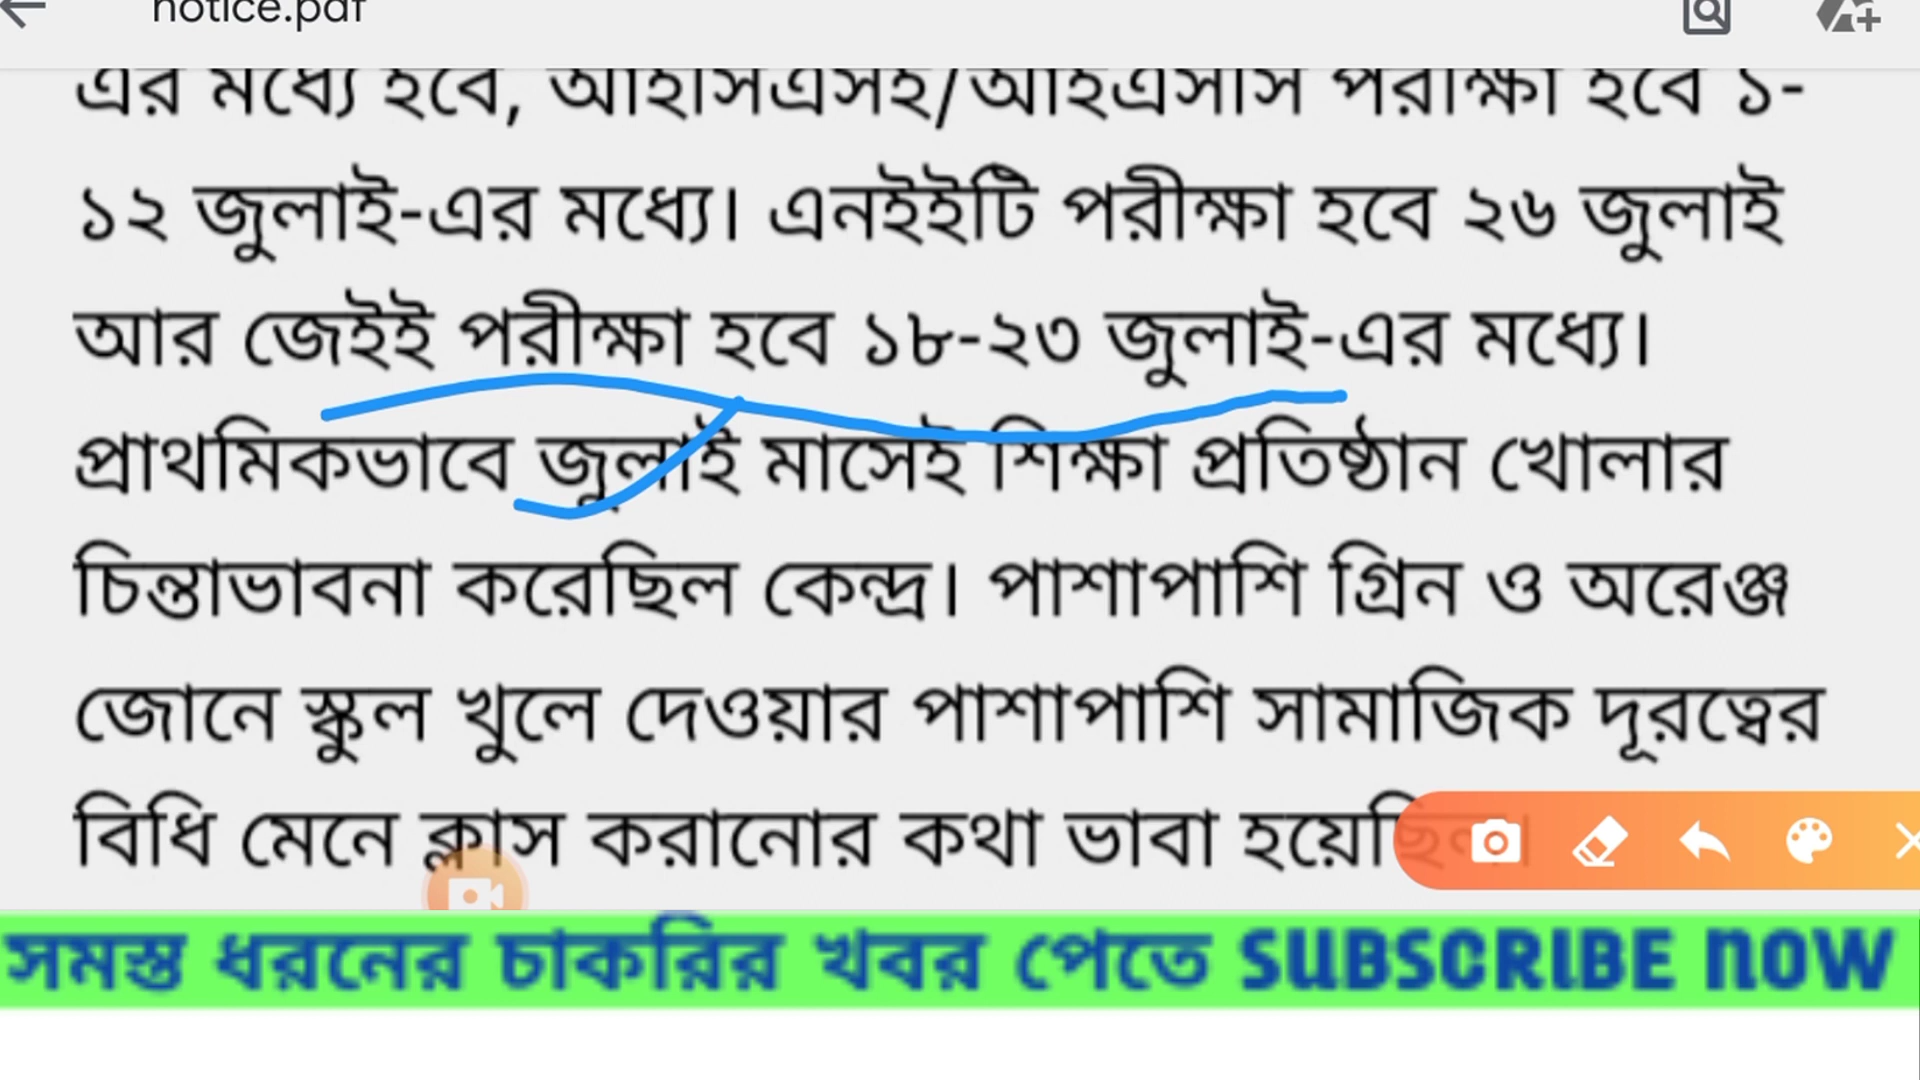 notice.pdf
এর মধ্যে হবে, আইসিএসই/আইএসসি পরীক্ষা হবে ১-
১২ জুলাই-এর মধ্যে। এনইইটি পরীক্ষা হবে ২৬ জুলাই
আর জেইই পরীক্ষা হবে ১৮-২৩ জুলাই-এর মধ্যে।
প্রাথমিকভাবে জুলাই মাসেই শিক্ষা প্রতিষ্ঠান খোলার
চিন্তাভাবনা করেছিল কেন্দ্র। পাশাপাশি গ্রিন ও অরেঞ্জ
জোনে স্কুল খুলে দেওয়ার পাশাপাশি সামাজিক দূরত্বের
বিধি মেনে ক্লাস করানোর কথা ভাবা হয়েছিল।
সমস্ত ধরনের চাকরির খবর পেতে SUBSCRIBE NOW